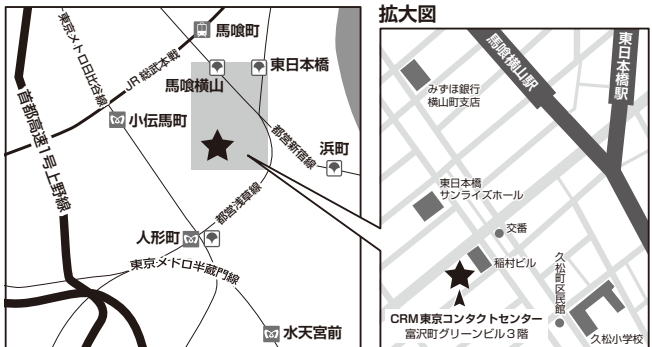 拡大図
東京メトロ日比谷線
馬喰町
JR総武本戦
馬喰横山
東日本橋
小伝馬町
首都高速1号上野線
都営新宿線
浜町
都営浅草線
人形町
東京メトロ半蔵門線
水天宮前
馬喰横山駅
東日本橋駅
みずほ銀行
横山町支店
東日本橋
サンライズホール
交番
稲村ビル
久松町区民館
CRM東京コンタクトセンター
富沢町グリーンビル3階
久松小学校